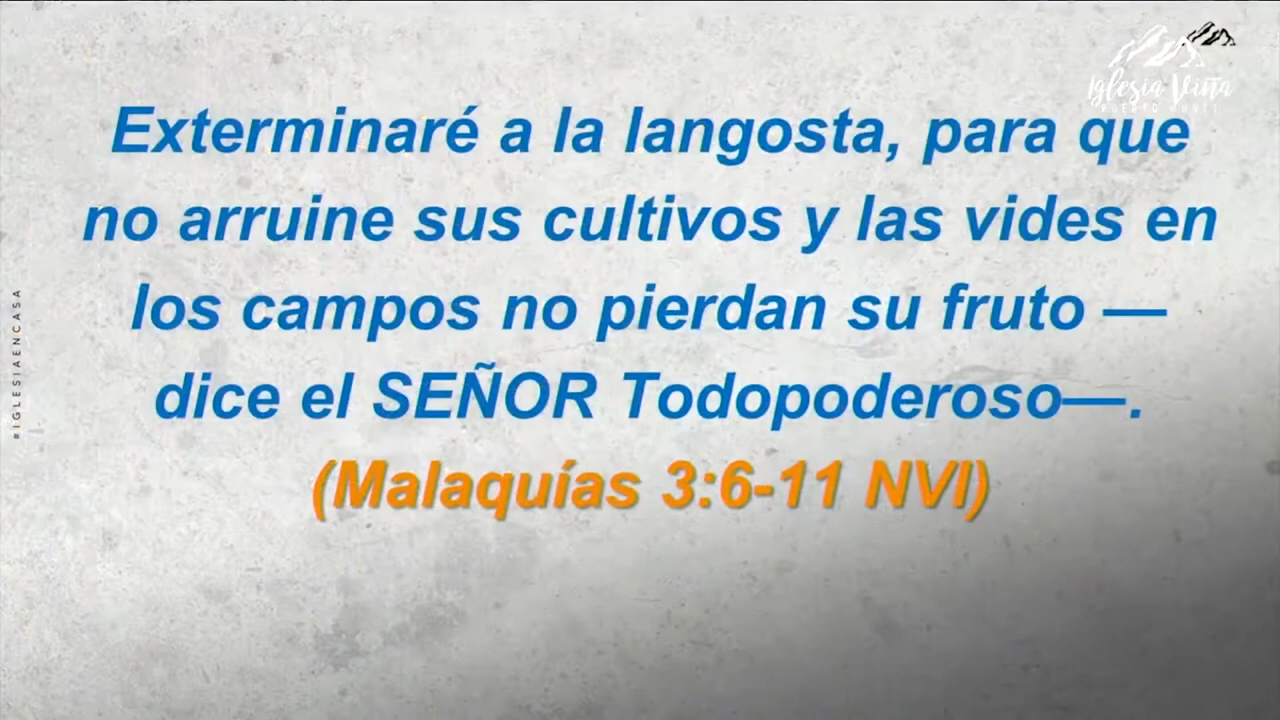 Iglesia Viña
Exterminaré a la langosta, para que
no arruine sus cultivos y las vides en
los campos no pierdan su fruto —
dice el SEÑOR Todopoderoso—.
(Malaquías 3:6-11 NVI)
#IGLESIAENCASA